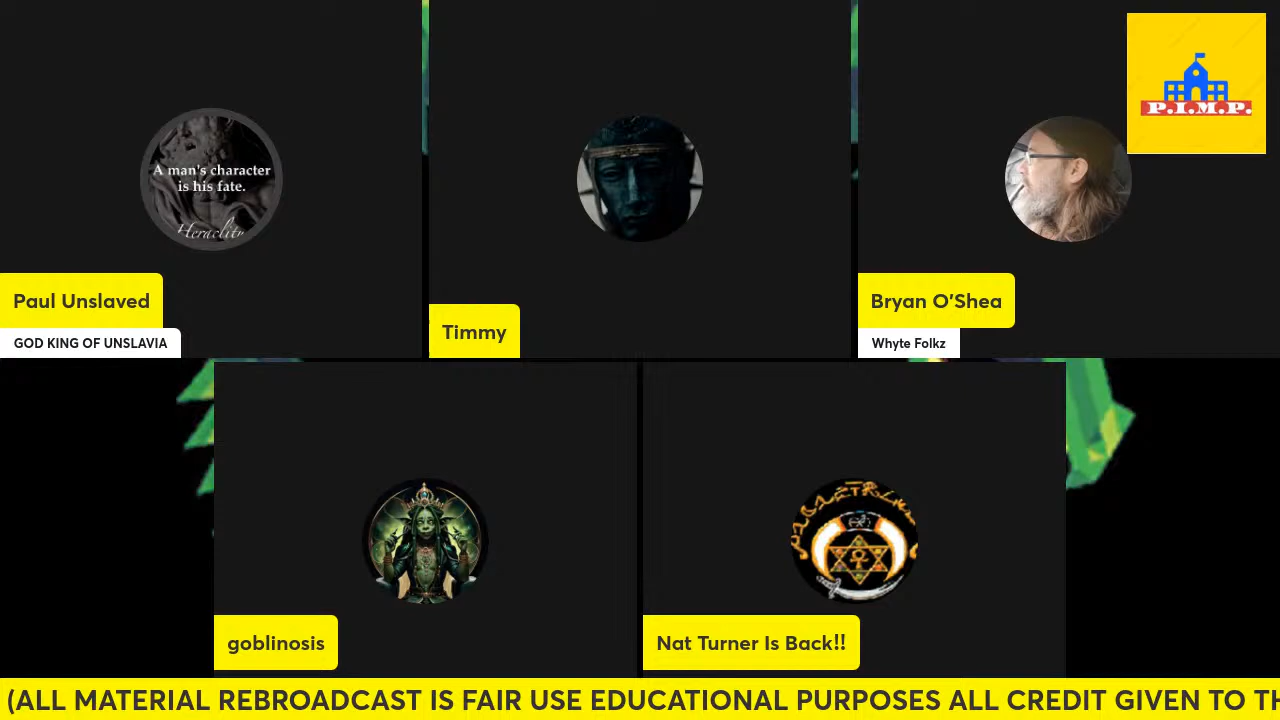 A man's character
is his fate.
Paul Unslaved
GOD KING OF UNSLAVIA
Timmy
P.I.M.P.
Bryan O'Shea
Whyte Folkz
goblinosis
Nat Turner Is Back!!
(ALL MATERIAL REBROADCAST IS FAIR USE EDUCATIONAL PURPOSES ALL CREDIT GIVEN TO